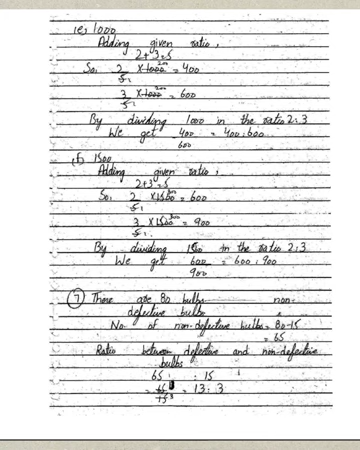 (e) 1000
Adding given ratio,
2+3=5
So, 2/5 × 1000 = 400
3/5 × 1000 = 600
By dividing 1000 in the ratio 2:3
We get 400/600 = 400:600
(f) 1500
Adding given ratio,
2+3=5
So, 2/5 × 1500 = 600
3/5 × 1500 = 900
By dividing in the ratio 2:3
We get 600/900 = 600:900
(7) There are 80 bulbs non-
defective bulbs
No. of non-defective bulbs = 80-15
= 65
Ratio between defective and non-defective
bulbs
65 : 15
= 65/15 = 13:3